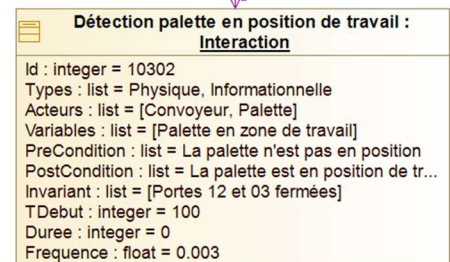 Détection palette en position de travail :
Interaction
Id : integer = 10302
Types : list = Physique, Informationnelle
Acteurs : list = [Convoyeur, Palette]
Variables : list = [Palette en zone de travail]
PreCondition : list = La palette n'est pas en position
PostCondition : list = La palette est en position de tr...
Invariant : list = [Portes 12 et 03 fermées]
TDebut : integer = 100
Duree : integer = 0
Frequence : float = 0.003